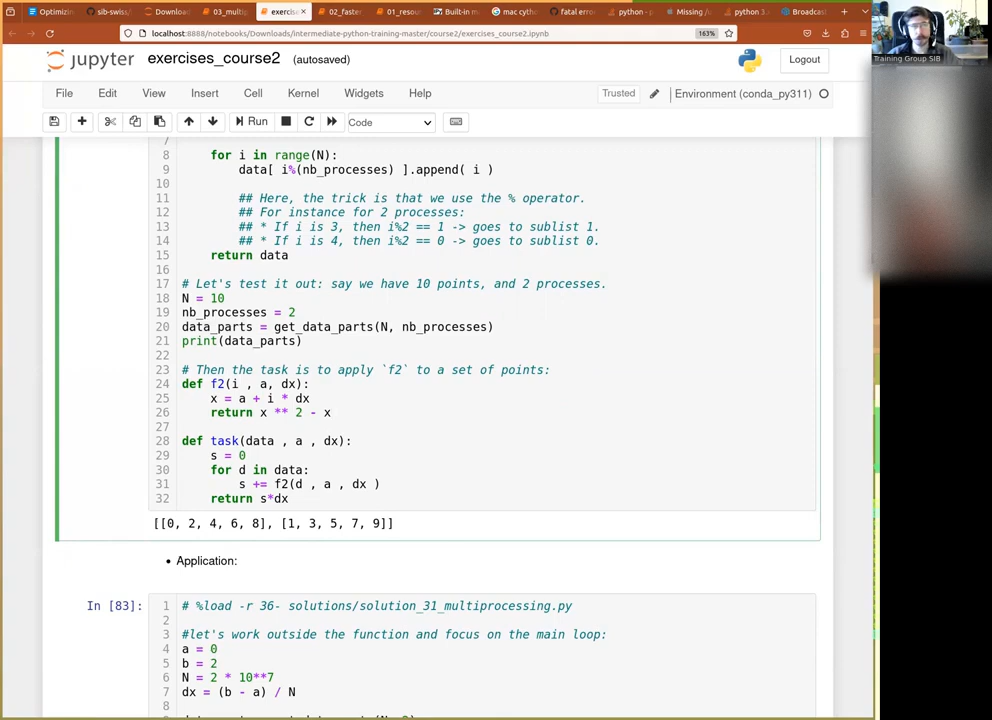 Optimizin
sib-swiss/
Downloads
03_multip
exercise
02_faster
01_resour
Built-in m
mac cytho
fatal erro
python - p
Missing /u
python 3.
Broadcast
localhost:8888/notebooks/Downloads/intermediate-python-training-master/course2/exercises_course2.ipynb
163%
Training Group SIB
jupyter
exercises_course2
(autosaved)
Logout
File Edit View Insert Cell Kernel Widgets Help
Trusted
Environment (conda_py311)
Run
Code
7
8 for i in range(N):
9 data[ i%(nb_processes) ].append( i )
10
11 ## Here, the trick is that we use the % operator.
12 ## For instance for 2 processes:
13 ## * If i is 3, then i%2 == 1 -> goes to sublist 1.
14 ## * If i is 4, then i%2 == 0 -> goes to sublist 0.
15 return data
16
17 # Let's test it out: say we have 10 points, and 2 processes.
18 N = 10
19 nb_processes = 2
20 data_parts = get_data_parts(N, nb_processes)
21 print(data_parts)
22
23 # Then the task is to apply `f2` to a set of points:
24 def f2(i , a, dx):
25 x = a + i * dx
26 return x ** 2 - x
27
28 def task(data , a , dx):
29 s = 0
30 for d in data:
31 s += f2(d , a , dx )
32 return s*dx
[[0, 2, 4, 6, 8], [1, 3, 5, 7, 9]]
• Application:
In [83]:
1 # %load -r 36- solutions/solution_31_multiprocessing.py
2
3 #let's work outside the function and focus on the main loop:
4 a = 0
5 b = 2
6 N = 2 * 10**7
7 dx = (b - a) / N
8